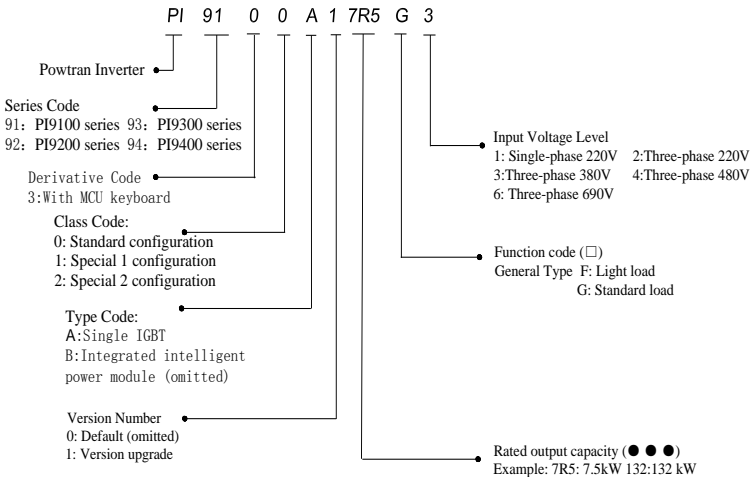 PI 91 0 0 A 1 7R5 G 3
Powtran Inverter
Series Code
91: PI9100 series 93: PI9300 series
92: PI9200 series 94: PI9400 series
Derivative Code
3:With MCU keyboard
Class Code:
0: Standard configuration
1: Special 1 configuration
2: Special 2 configuration
Type Code:
A:Single IGBT
B:Integrated intelligent
power module (omitted)
Version Number
0: Default (omitted)
1: Version upgrade
Input Voltage Level
1: Single-phase 220V 2:Three-phase 220V
3:Three-phase 380V 4:Three-phase 480V
6: Three-phase 690V
Function code (□)
General Type F: Light load
G: Standard load
Rated output capacity (●●●)
Example: 7R5: 7.5kW 132:132 kW